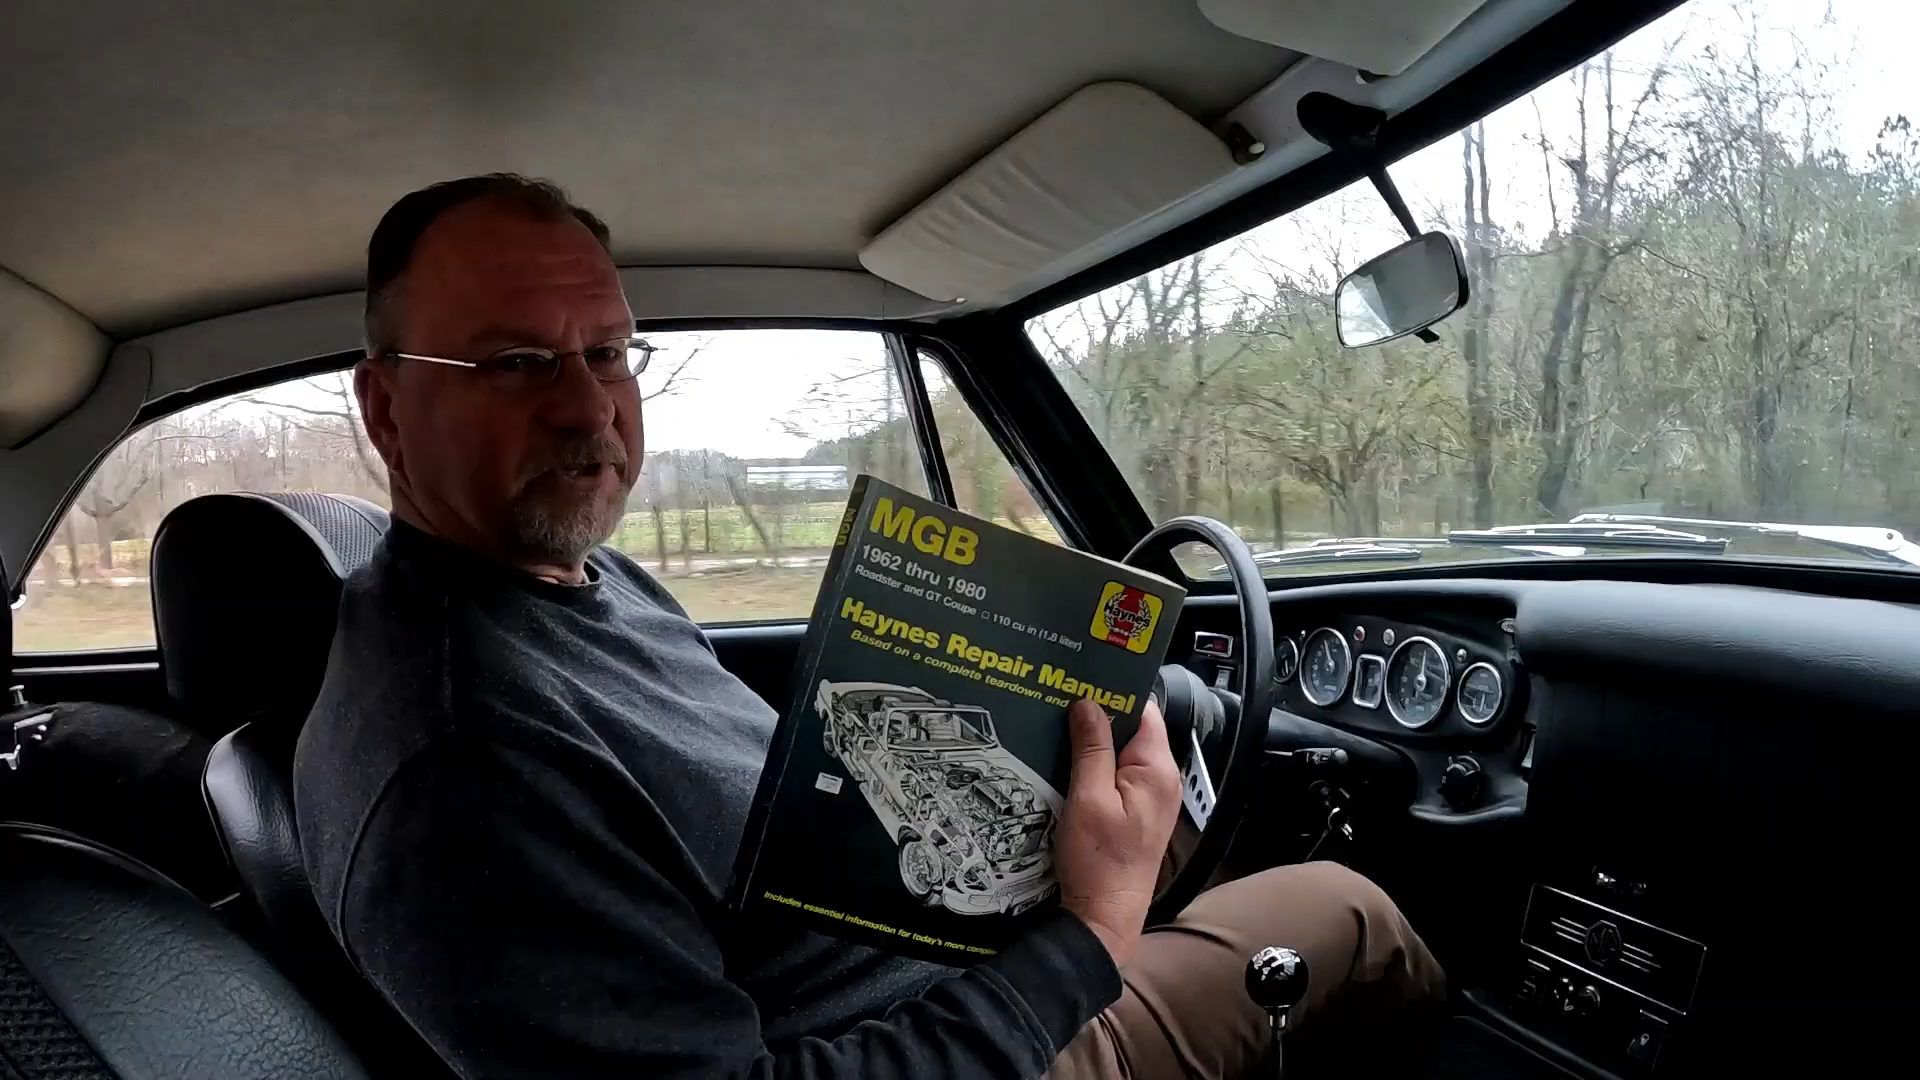 MGB
1962 thru 1980
Roadster and GT Coupe □ 110 cu in (1.8 liter)
Haynes
Haynes Repair Manual
Based on a complete teardown and
Includes essential information for today's more
MG